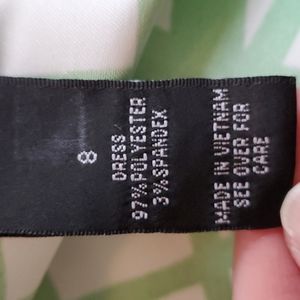 8
DRESS
97% POLYESTER
3% SPANDEX
MADE IN VIETNAM
SEE OVER FOR
CARE